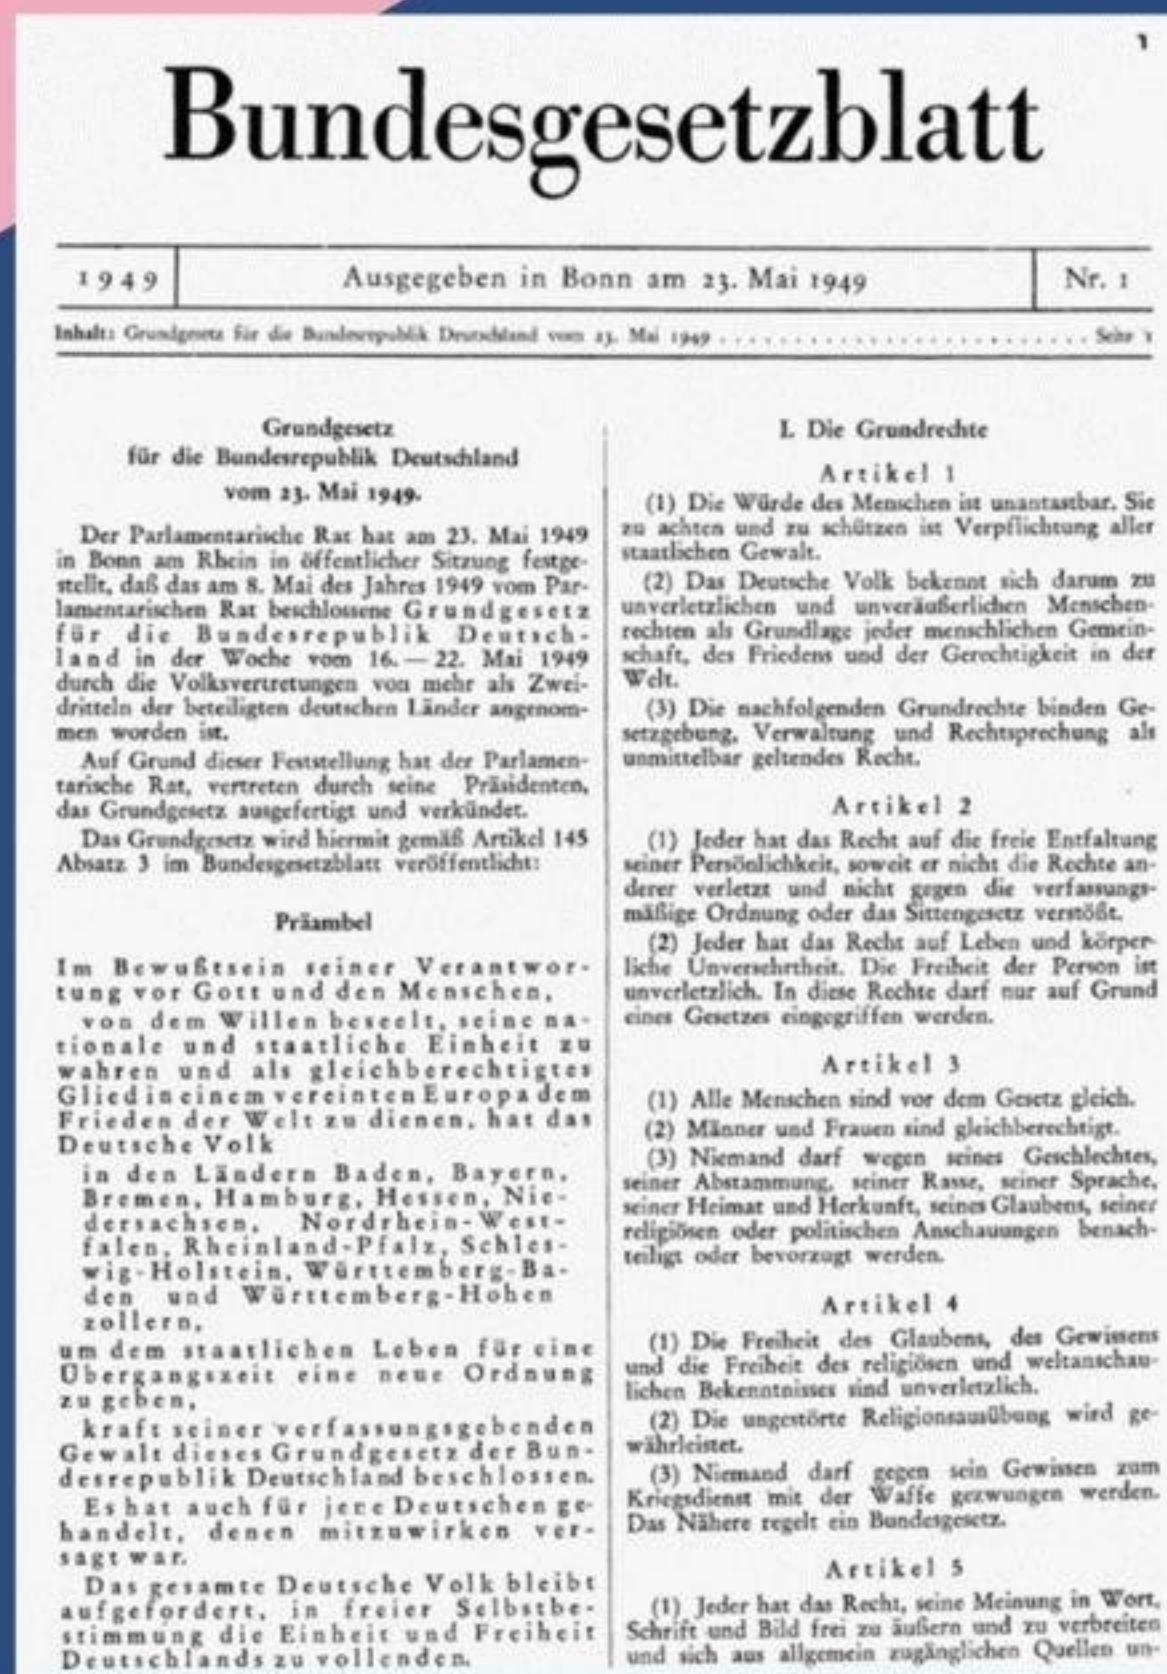 1
Bundesgesetzblatt
1949 Ausgegeben in Bonn am 23. Mai 1949 Nr. 1
Inhalt: Grundgesetz für die Bundesrepublik Deutschland vom 23. Mai 1949 . . . . . . . . . . . . . . . . . . . . . . . . . Seite 1
Grundgesetz
für die Bundesrepublik Deutschland
vom 23. Mai 1949.
Der Parlamentarische Rat hat am 23. Mai 1949
in Bonn am Rhein in öffentlicher Sitzung festge-
stellt, daß das am 8. Mai des Jahres 1949 vom Par-
lamentarischen Rat beschlossene Grundgesetz
für die Bundesrepublik Deutsch-
land in der Woche vom 16.—22. Mai 1949
durch die Volksvertretungen von mehr als Zwei-
dritteln der beteiligten deutschen Länder angenom-
men worden ist.
Auf Grund dieser Feststellung hat der Parlamen-
tarische Rat, vertreten durch seine Präsidenten,
das Grundgesetz ausgefertigt und verkündet.
Das Grundgesetz wird hiermit gemäß Artikel 145
Absatz 3 im Bundesgesetzblatt veröffentlicht:
Präambel
Im Bewußtsein seiner Verantwor-
tung vor Gott und den Menschen,
von dem Willen beseelt, seine na-
tionale und staatliche Einheit zu
wahren und als gleichberechtigtes
Glied in einem vereinten Europa dem
Frieden der Welt zu dienen, hat das
Deutsche Volk
in den Ländern Baden, Bayern,
Bremen, Hamburg, Hessen, Nie-
dersachsen, Nordrhein-West-
falen, Rheinland-Pfalz, Schles-
wig-Holstein, Württemberg-Ba-
den und Württemberg-Hohen
zollern,
um dem staatlichen Leben für eine
Übergangszeit eine neue Ordnung
zu geben,
kraft seiner verfassungsgebenden
Gewalt dieses Grundgesetz der Bun-
desrepublik Deutschland beschlossen.
Es hat auch für jene Deutschen ge-
handelt, denen mitzuwirken ver-
sagt war.
Das gesamte Deutsche Volk bleibt
aufgefordert, in freier Selbstbe-
stimmung die Einheit und Freiheit
Deutschlands zu vollenden.
I. Die Grundrechte
Artikel 1
(1) Die Würde des Menschen ist unantastbar. Sie
zu achten und zu schützen ist Verpflichtung aller
staatlichen Gewalt.
(2) Das Deutsche Volk bekennt sich darum zu
unverletzlichen und unveräußerlichen Menschen-
rechten als Grundlage jeder menschlichen Gemein-
schaft, des Friedens und der Gerechtigkeit in der
Welt.
(3) Die nachfolgenden Grundrechte binden Ge-
setzgebung, Verwaltung und Rechtsprechung als
unmittelbar geltendes Recht.
Artikel 2
(1) Jeder hat das Recht auf die freie Entfaltung
seiner Persönlichkeit, soweit er nicht die Rechte an-
derer verletzt und nicht gegen die verfassungs-
mäßige Ordnung oder das Sittengesetz verstößt.
(2) Jeder hat das Recht auf Leben und körper-
liche Unversehrtheit. Die Freiheit der Person ist
unverletzlich. In diese Rechte darf nur auf Grund
eines Gesetzes eingegriffen werden.
Artikel 3
(1) Alle Menschen sind vor dem Gesetz gleich.
(2) Männer und Frauen sind gleichberechtigt.
(3) Niemand darf wegen seines Geschlechtes,
seiner Abstammung, seiner Rasse, seiner Sprache,
seiner Heimat und Herkunft, seines Glaubens, seiner
religiösen oder politischen Anschauungen benach-
teiligt oder bevorzugt werden.
Artikel 4
(1) Die Freiheit des Glaubens, des Gewissens
und die Freiheit des religiösen und weltanschau-
lichen Bekenntnisses sind unverletzlich.
(2) Die ungestörte Religionsausübung wird ge-
währleistet.
(3) Niemand darf gegen sein Gewissen zum
Kriegsdienst mit der Waffe gezwungen werden.
Das Nähere regelt ein Bundesgesetz.
Artikel 5
(1) Jeder hat das Recht, seine Meinung in Wort,
Schrift und Bild frei zu äußern und zu verbreiten
und sich aus allgemein zugänglichen Quellen un-